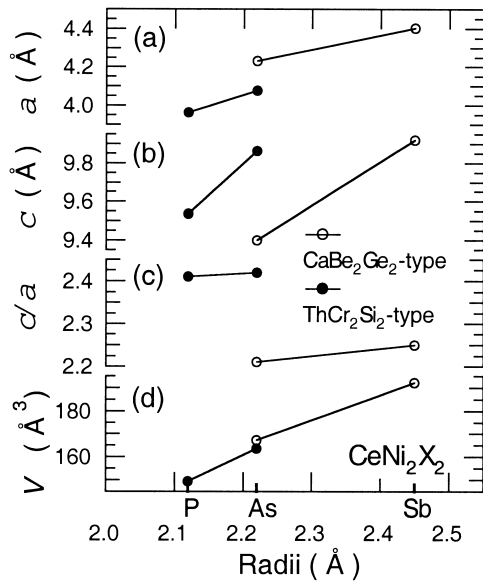 (a)
4.4
4.2
4.0
a (Å)
(b)
9.8
9.6
9.4
c (Å)
CaBe₂Ge₂-type
ThCr₂Si₂-type
(c)
2.4
2.3
2.2
c/a
(d)
180
160
V (Å³)
CeNi₂X₂
P As Sb
2.0 2.1 2.2 2.3 2.4 2.5
Radii ( Å )